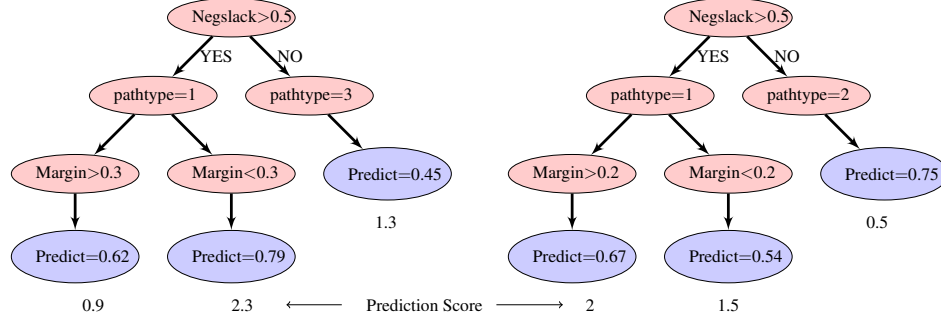 Negslack>0.5
Negslack>0.5
YES
NO
YES
NO
pathtype=1
pathtype=3
pathtype=1
pathtype=2
Margin>0.3
Margin<0.3
Predict=0.45
Margin>0.2
Margin<0.2
Predict=0.75
1.3
0.5
Predict=0.62
Predict=0.79
Predict=0.67
Predict=0.54
0.9
2.3
Prediction Score
2
1.5